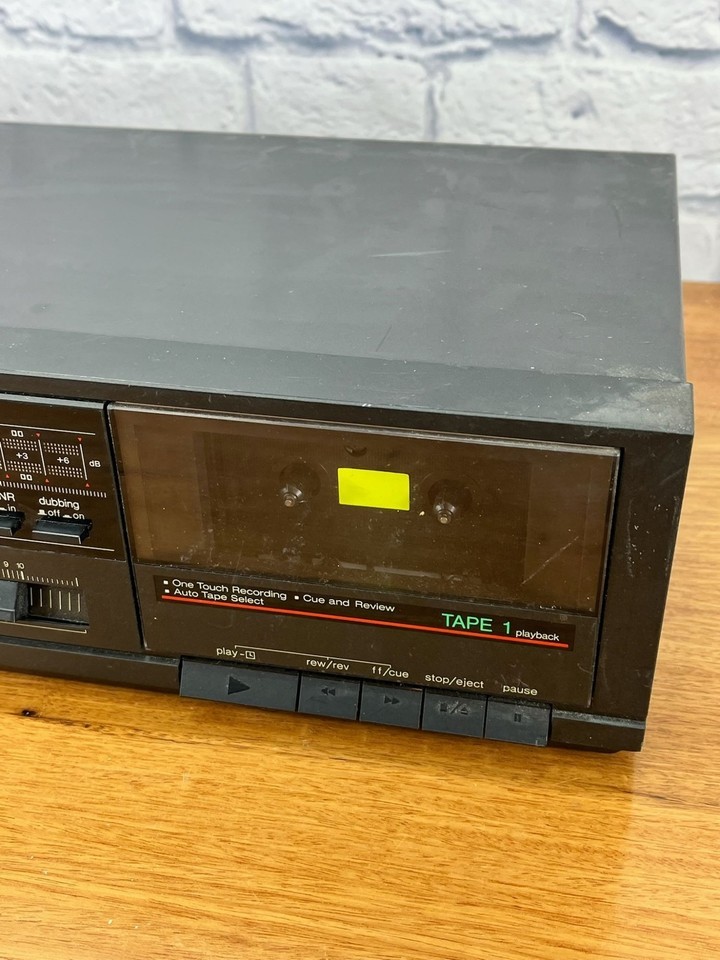 +3 +6 dB
NR dubbing
in off on
9 10
▪ One Touch Recording ▪ Cue and Review
▪ Auto Tape Select
TAPE 1 playback
play-
rew/rev ff/cue stop/eject pause